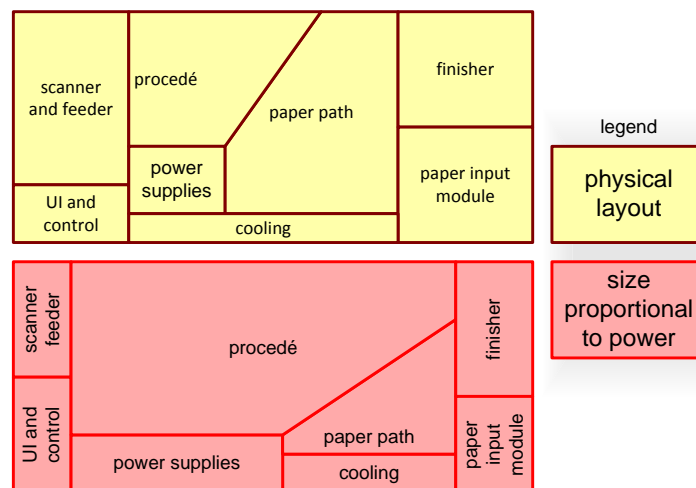 scanner
and feeder
procedé
paper path
finisher
power
supplies
UI and
control
cooling
paper input
module
legend
physical
layout
scanner
feeder
procedé
finisher
UI and
control
power supplies
paper path
cooling
paper
input
module
size
proportional
to power